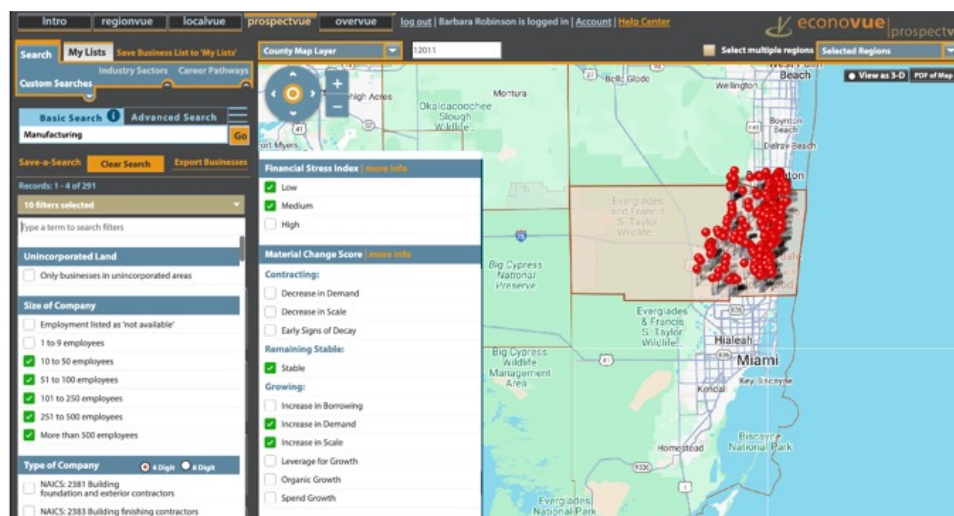 Intro
regionvue
localvue
prospectvue
overvue
log out | Barbara Robinson is logged in | Account | Help Center
econovue | prospectv
Search
My Lists
Save Business List to 'My Lists'
Industry Sectors
Career Pathways
Custom Searches
Basic Search
Advanced Search
Manufacturing
Go
Save-a-Search
Clear Search
Export Businesses
Records: 1 - 4 of 291
10 filters selected
Type a term to search filters
Unincorporated Land
Only businesses in unincorporated areas
Size of Company
Employment listed as 'not available'
1 to 9 employees
10 to 50 employees
51 to 100 employees
101 to 250 employees
251 to 500 employees
More than 500 employees
Type of Company
4 Digit
6 Digit
NAICS: 2381 Building
foundation and exterior contractors
NAICS: 2383 Building finishing contractors
County Map Layer
12011
Select multiple regions
Selected Regions
View as 3-D
PDF of Map
Financial Stress Index | more info
Low
Medium
High
Material Change Score | more info
Contracting:
Decrease in Demand
Decrease in Scale
Early Signs of Decay
Remaining Stable:
Stable
Growing:
Increase in Borrowing
Increase in Demand
Increase in Scale
Leverage for Growth
Organic Growth
Spend Growth
Beach
Belle Glade
Wellington
Montura
Okaloacoochee
Slough
Wildlife...
Boynton
Beach
Delray Beach
Everglades
and Francis
S. Taylor
Wildlife...
75
Big Cypress
National
Preserve
Everglades
& Francis
S. Taylor
Wildlife...
826
Hialeah
Big Cypress
Wildlife
Management
Area
41
Miami
Key Biscayne
Kendall
Homestead
Biscayne
National Park
9336
1
Everglades
National Park